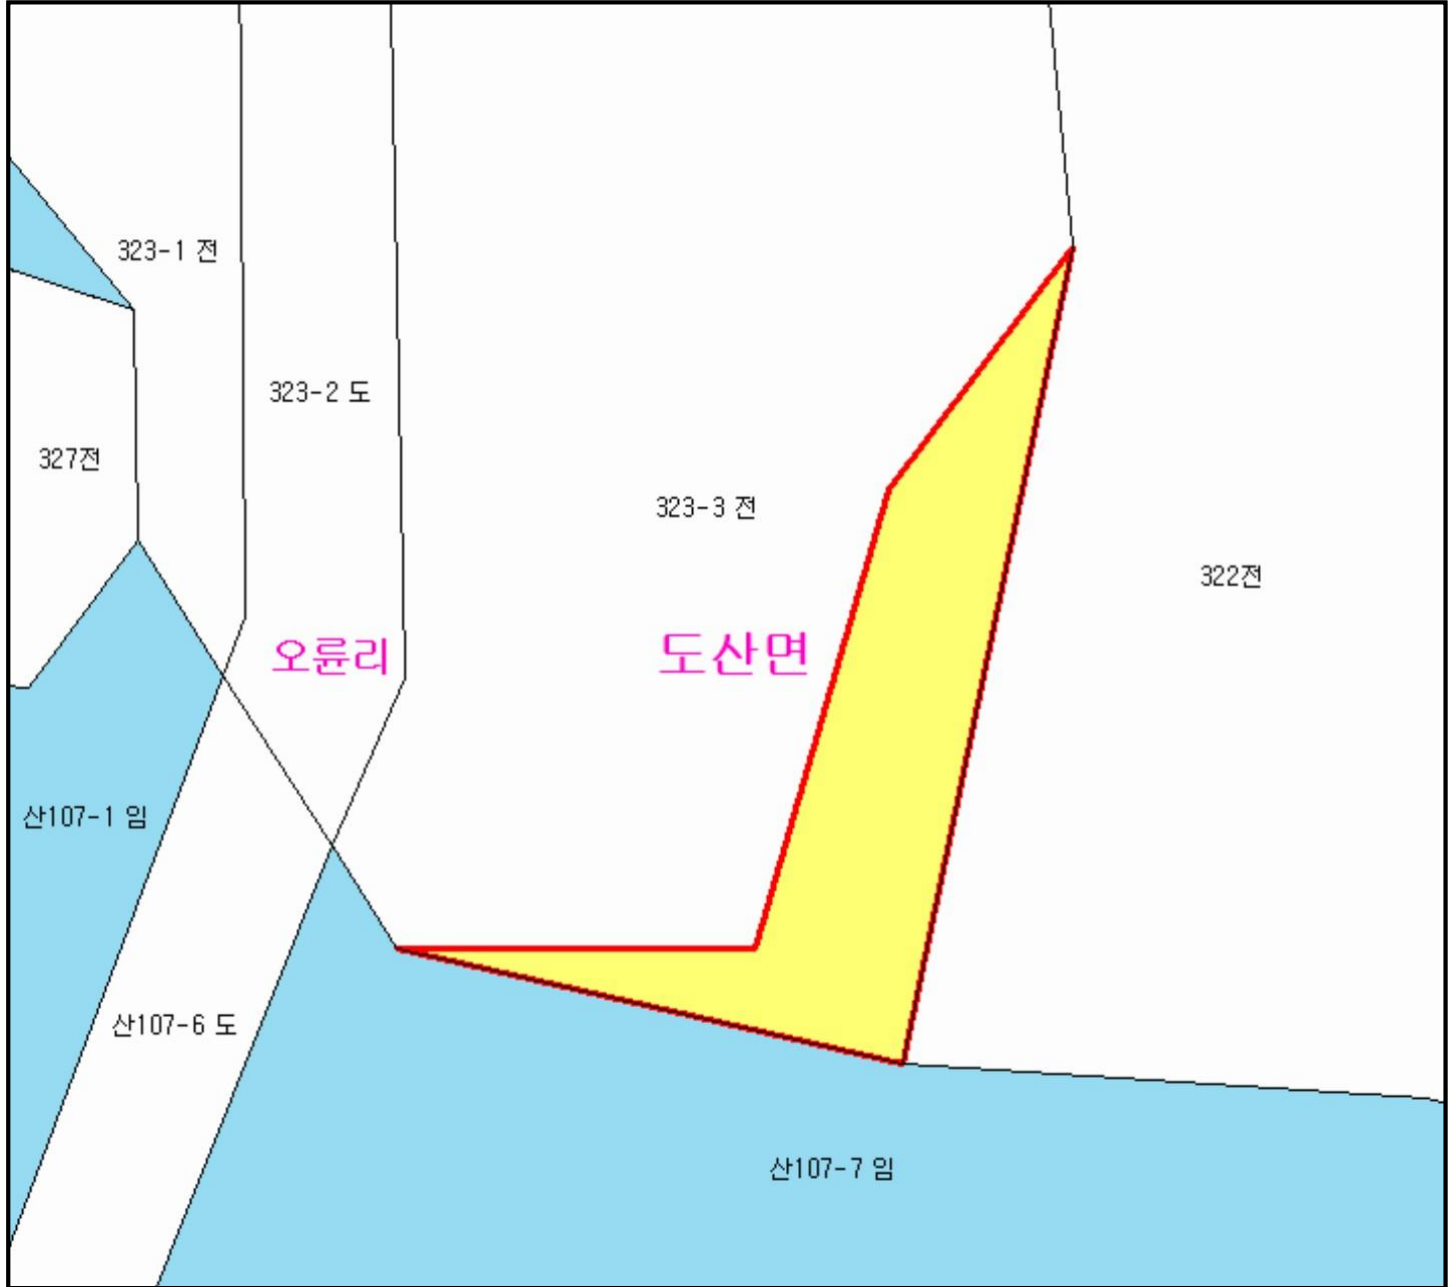 323-1 전
323-2 도
327전
323-3 전
322전
오륜리
도산면
산107-1 임
산107-6 도
산107-7 임